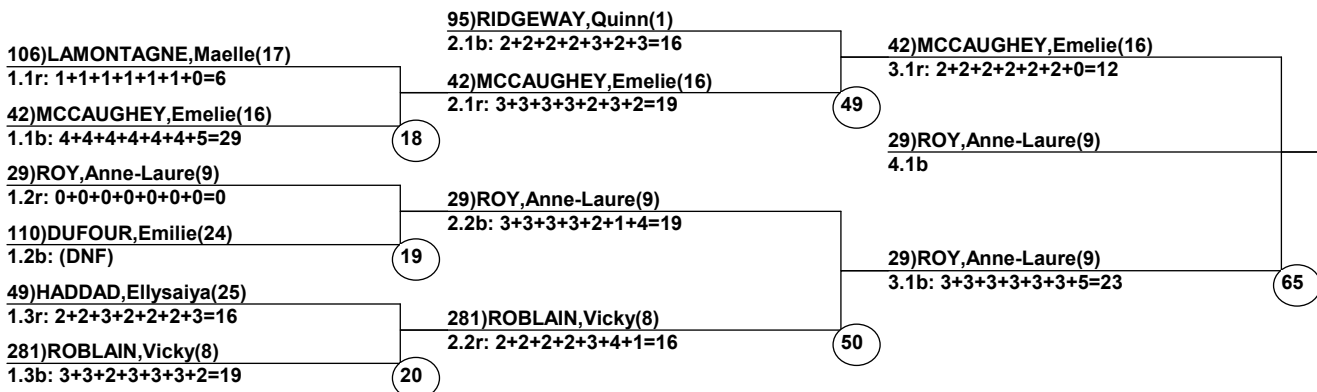 95)RIDGEWAY,Quinn(1)
2.1b: 2+2+2+2+3+2+3=16
106)LAMONTAGNE,Maelle(17)
1.1r: 1+1+1+1+1+1+0=6
42)MCCAUGHEY,Emelie(16)
1.1b: 4+4+4+4+4+4+5=29
18
42)MCCAUGHEY,Emelie(16)
2.1r: 3+3+3+3+2+3+2=19
49
42)MCCAUGHEY,Emelie(16)
3.1r: 2+2+2+2+2+2+0=12
29)ROY,Anne-Laure(9)
4.1b
29)ROY,Anne-Laure(9)
1.2r: 0+0+0+0+0+0+0=0
110)DUFOUR,Emilie(24)
1.2b: (DNF)
19
29)ROY,Anne-Laure(9)
2.2b: 3+3+3+3+2+1+4=19
29)ROY,Anne-Laure(9)
3.1b: 3+3+3+3+3+3+5=23
65
49)HADDAD,Ellysaiya(25)
1.3r: 2+2+3+2+2+2+3=16
281)ROBLAIN,Vicky(8)
1.3b: 3+3+2+3+3+3+2=19
20
281)ROBLAIN,Vicky(8)
2.2r: 2+2+2+2+3+4+1=16
50